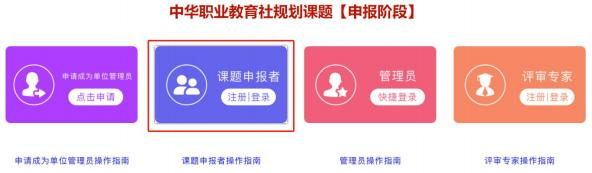 中华职业教育社规划课题【申报阶段】
申请成为单位管理员
点击申请
课题申报者
注册|登录
管理员
快捷登录
评审专家
注册|登录
申请成为单位管理员操作指南
课题申报者操作指南
管理员操作指南
评审专家操作指南